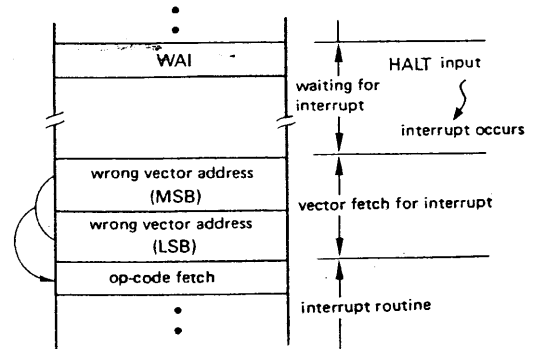 WAI
waiting for
interrupt
HALT input
interrupt occurs
wrong vector address
(MSB)
vector fetch for interrupt
wrong vector address
(LSB)
op-code fetch
interrupt routine